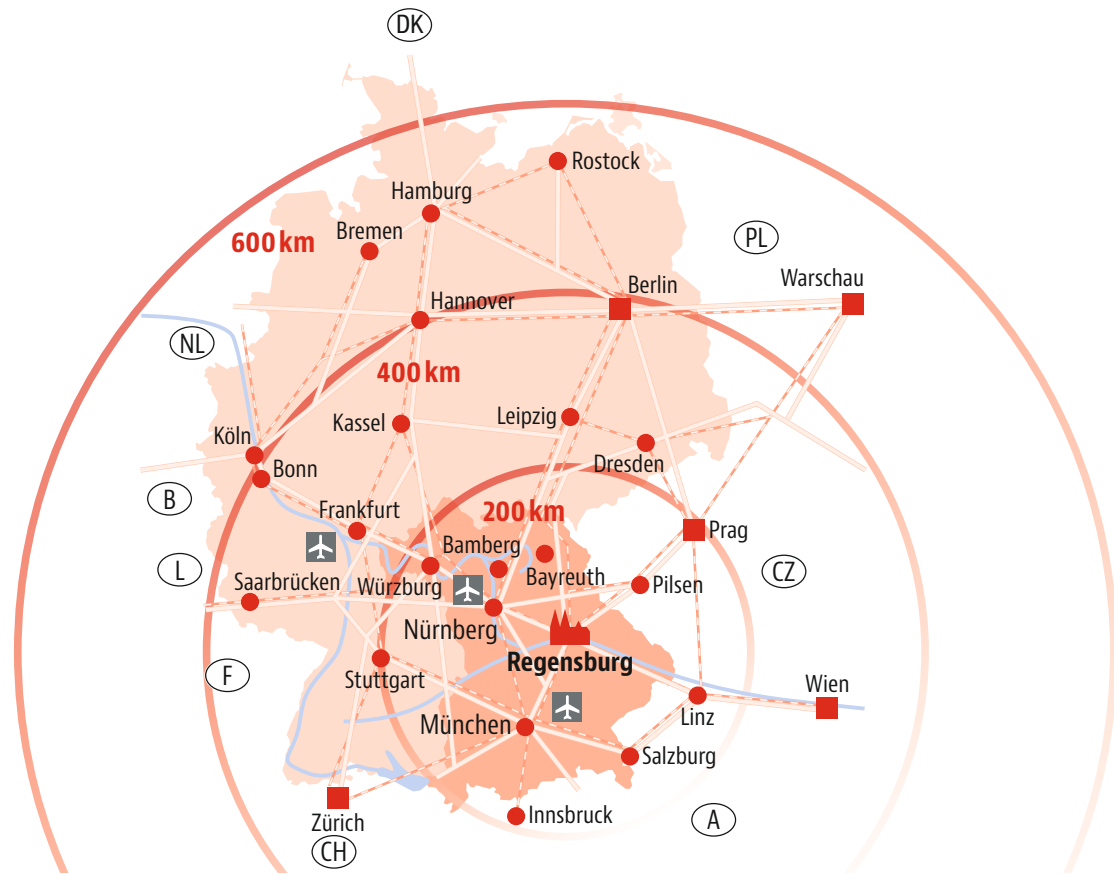 DK
Rostock
Hamburg
Bremen
600 km
PL
Warschau
Berlin
Hannover
NL
400 km
Leipzig
Kassel
Köln
Dresden
Bonn
B
200 km
Frankfurt
Prag
Bamberg
L
CZ
Bayreuth
Saarbrücken
Würzburg
Pilsen
Nürnberg
Regensburg
F
Stuttgart
Wien
Linz
München
Salzburg
Innsbruck
A
Zürich
CH